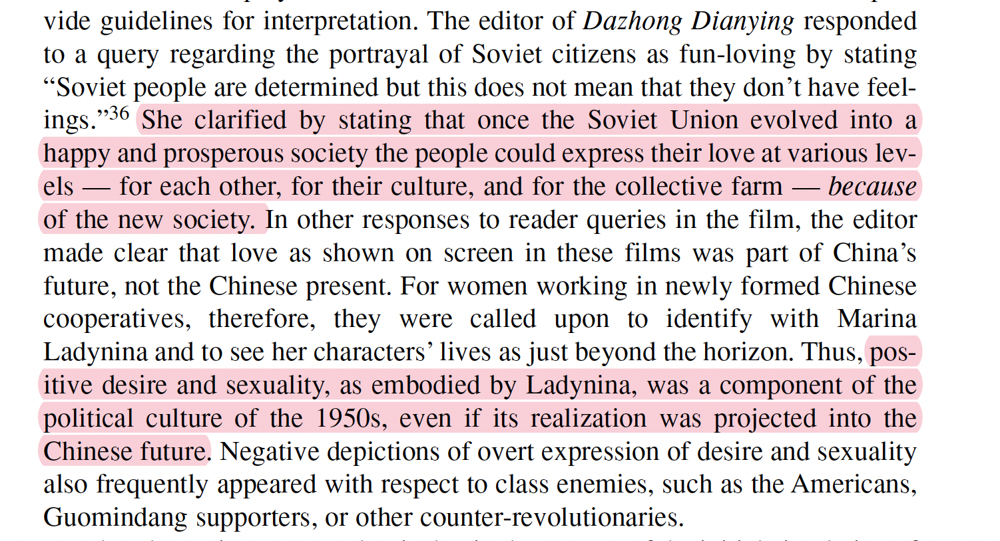 vide guidelines for interpretation. The editor of Dazhong Dianying responded
to a query regarding the portrayal of Soviet citizens as fun-loving by stating
“Soviet people are determined but this does not mean that they don’t have feel-
ings.”36 She clarified by stating that once the Soviet Union evolved into a
happy and prosperous society the people could express their love at various lev-
els — for each other, for their culture, and for the collective farm — because
of the new society. In other responses to reader queries in the film, the editor
made clear that love as shown on screen in these films was part of China’s
future, not the Chinese present. For women working in newly formed Chinese
cooperatives, therefore, they were called upon to identify with Marina
Ladynina and to see her characters’ lives as just beyond the horizon. Thus, pos-
itive desire and sexuality, as embodied by Ladynina, was a component of the
political culture of the 1950s, even if its realization was projected into the
Chinese future. Negative depictions of overt expression of desire and sexuality
also frequently appeared with respect to class enemies, such as the Americans,
Guomindang supporters, or other counter-revolutionaries.